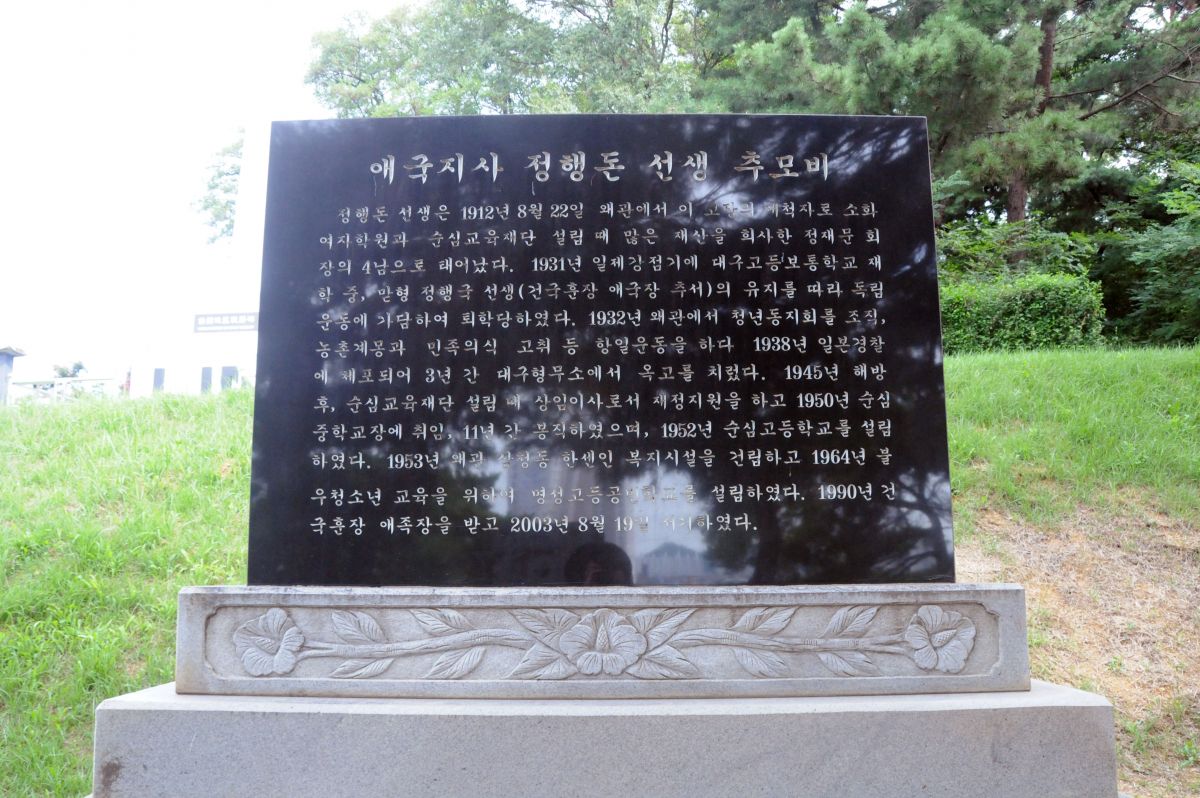 애국지사 정행돈 선생 추모비
정행돈 선생은 1912년 8월 22일 왜관에서 이 고장의 개척자로 소화
여자학원과 순심교육재단 설립 때 많은 재산을 희사한 정재문 회
장의 4남으로 태어났다. 1931년 일제강점기에 대구고등보통학교 재
학 중, 맏형 정행국 선생(건국훈장 애국장 추서)의 유지를 따라 독립
운동에 가담하여 퇴학당하였다. 1932년 왜관에서 청년동지회를 조직,
농촌계몽과 민족의식 고취 등 항일운동을 하다 1938년 일본경찰
에 체포되어 3년 간 대구형무소에서 옥고를 치렀다. 1945년 해방
후, 순심교육재단 설립 때 상임이사로서 재정지원을 하고 1950년 순심
중학교장에 취임, 11년 간 봉직하였으며, 1952년 순심고등학교를 설립
하였다. 1953년 왜관 삼청동 한센인 복지시설을 건립하고 1964년 불
우청소년 교육을 위하여 명성고등공민학교를 설립하였다. 1990년 건
국훈장 애족장을 받고 2003년 8월 19일 서거하였다.